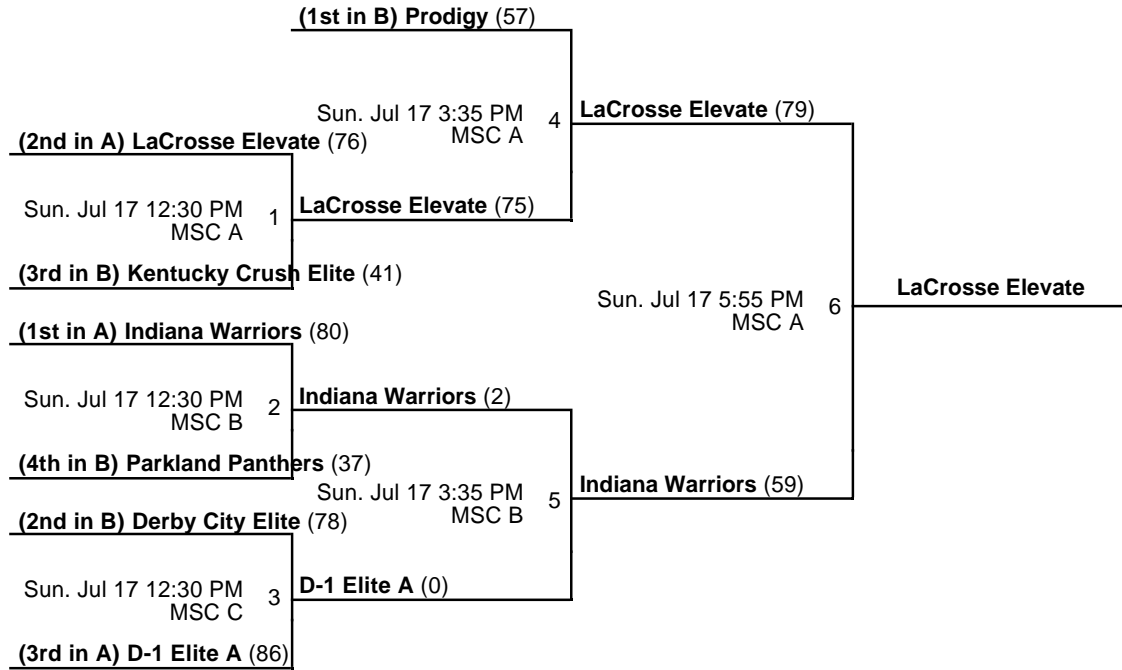 (1st in B) Prodigy (57)
Sun. Jul 17 3:35 PM
MSC A
4
LaCrosse Elevate (79)
(2nd in A) LaCrosse Elevate (76)
Sun. Jul 17 12:30 PM
MSC A
1
LaCrosse Elevate (75)
(3rd in B) Kentucky Crush Elite (41)
Sun. Jul 17 5:55 PM
MSC A
6
LaCrosse Elevate
(1st in A) Indiana Warriors (80)
Sun. Jul 17 12:30 PM
MSC B
2
Indiana Warriors (2)
(4th in B) Parkland Panthers (37)
Sun. Jul 17 3:35 PM
MSC B
5
Indiana Warriors (59)
(2nd in B) Derby City Elite (78)
Sun. Jul 17 12:30 PM
MSC C
3
D-1 Elite A (0)
(3rd in A) D-1 Elite A (86)